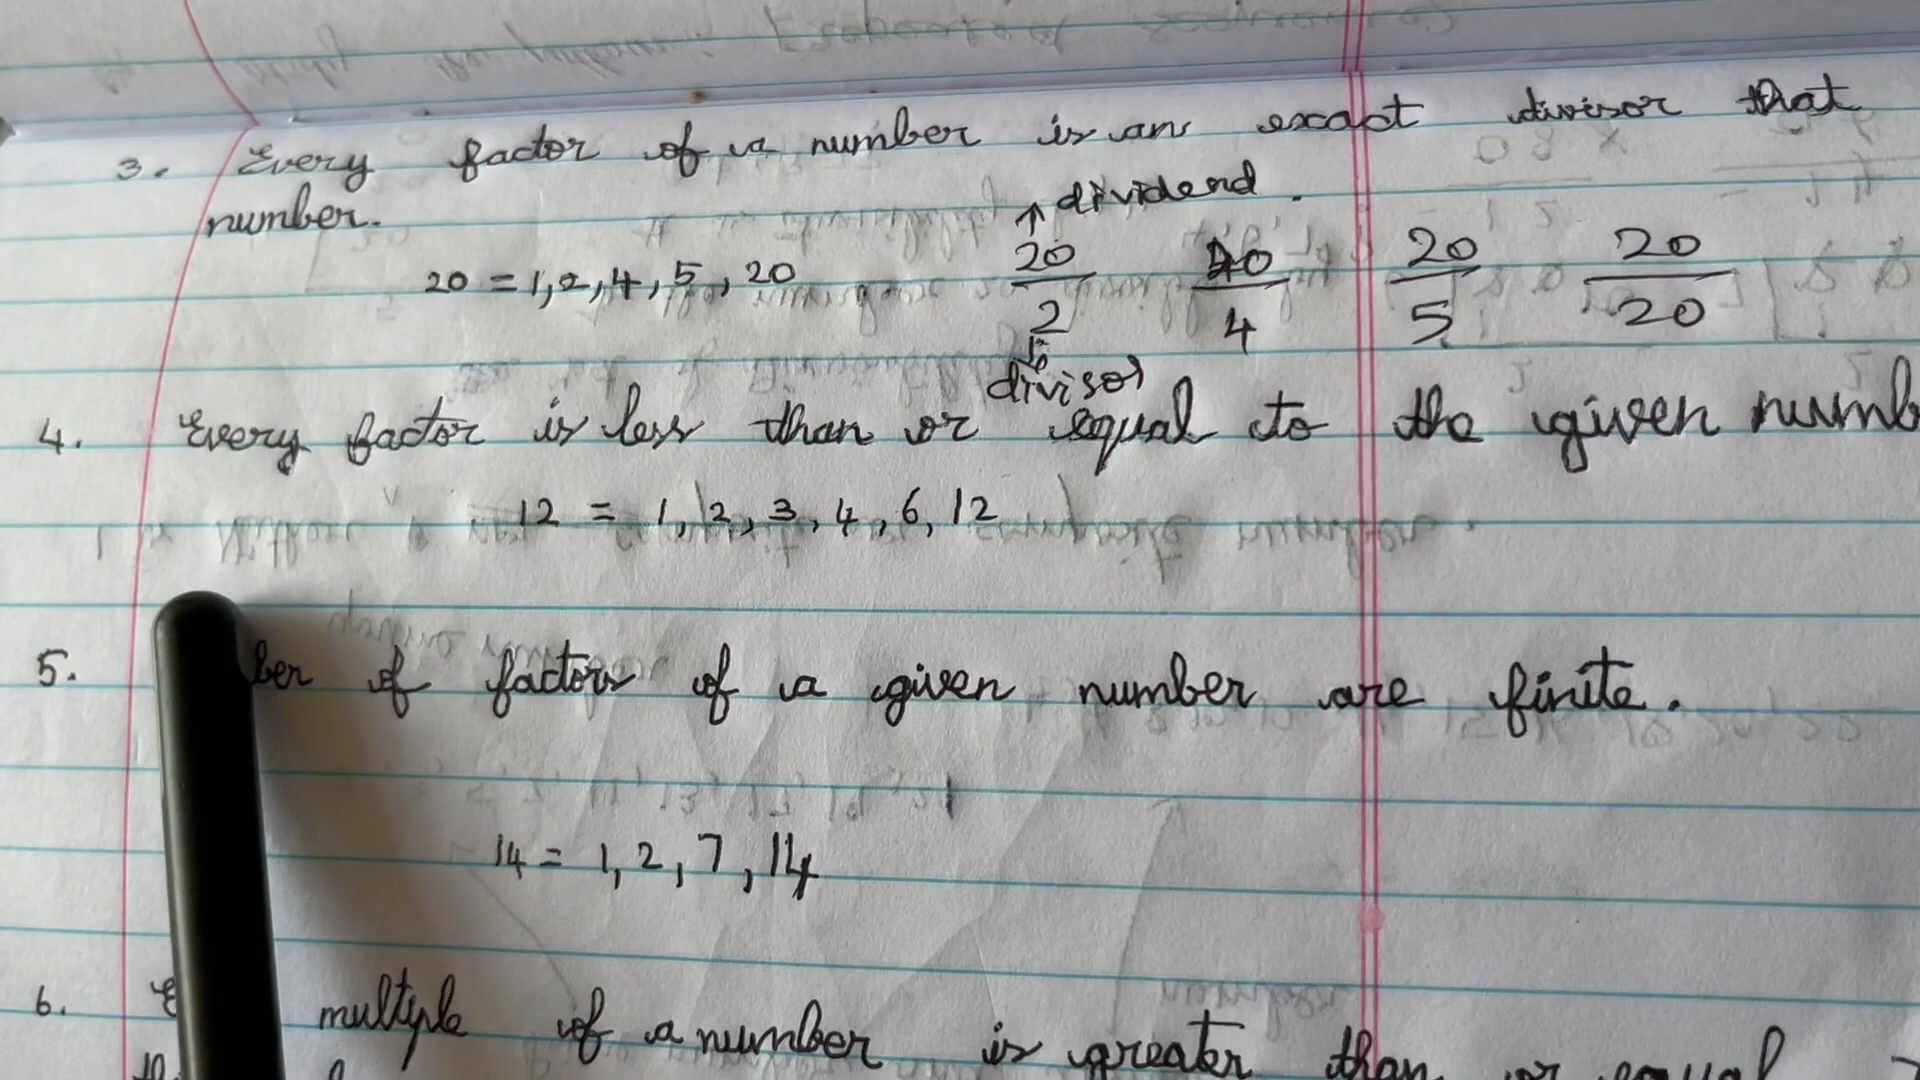 3. Every factor of a number is an exact divisor that
number.
↑ dividend.
20 = 1, 2, 4, 5, 20 20/2 20/4 20/5 20/20
divisor
4. Every factor is less than or equal to the given numb
12 = 1, 2, 3, 4, 6, 12
5. ber of factors of a given number are finite.
14 = 1, 2, 7, 14
6. multiple of a number is greater than or equal